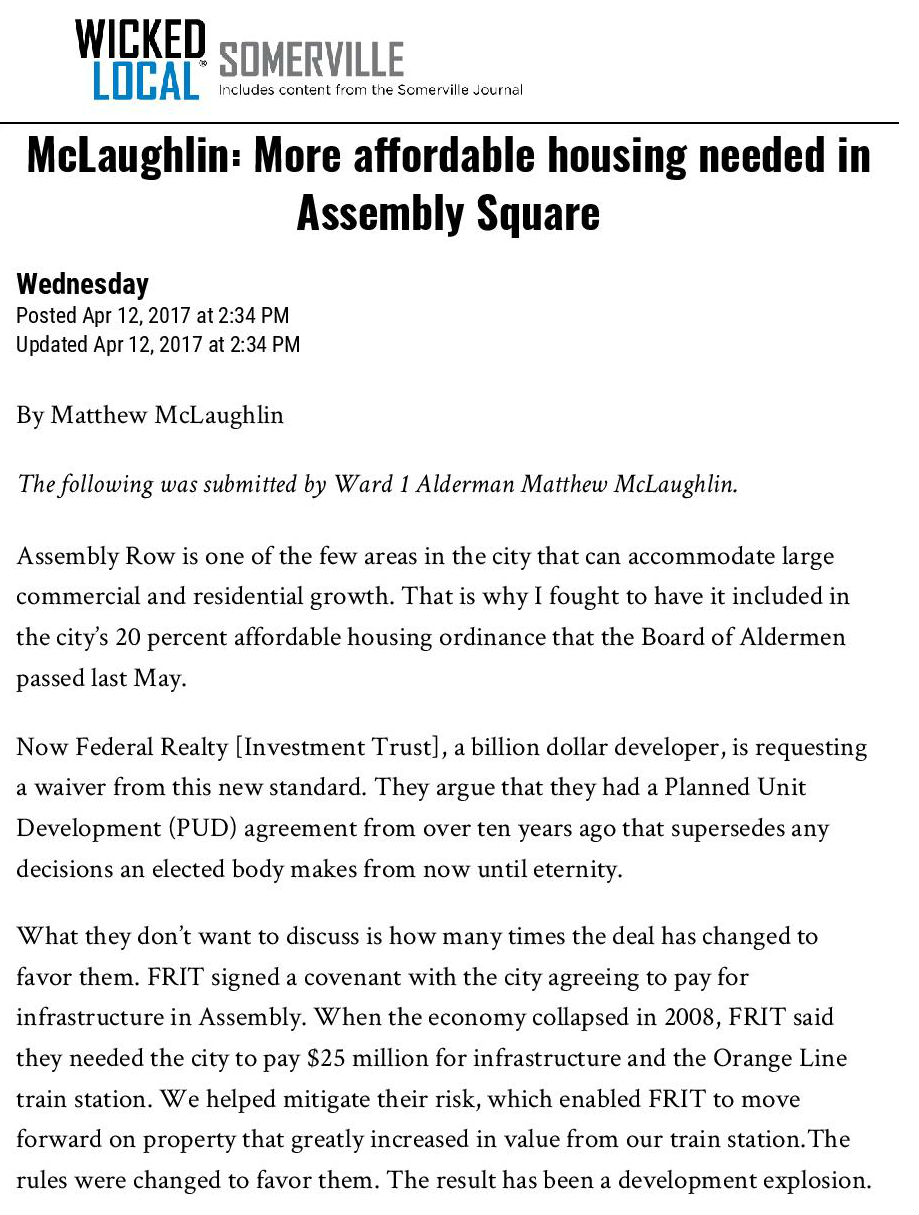 WICKED
LOCAL® SOMERVILLE
Includes content from the Somerville Journal
McLaughlin: More affordable housing needed in
Assembly Square
Wednesday
Posted Apr 12, 2017 at 2:34 PM
Updated Apr 12, 2017 at 2:34 PM
By Matthew McLaughlin
The following was submitted by Ward 1 Alderman Matthew McLaughlin.
Assembly Row is one of the few areas in the city that can accommodate large
commercial and residential growth. That is why I fought to have it included in
the city’s 20 percent affordable housing ordinance that the Board of Aldermen
passed last May.
Now Federal Realty [Investment Trust], a billion dollar developer, is requesting
a waiver from this new standard. They argue that they had a Planned Unit
Development (PUD) agreement from over ten years ago that supersedes any
decisions an elected body makes from now until eternity.
What they don’t want to discuss is how many times the deal has changed to
favor them. FRIT signed a covenant with the city agreeing to pay for
infrastructure in Assembly. When the economy collapsed in 2008, FRIT said
they needed the city to pay $25 million for infrastructure and the Orange Line
train station. We helped mitigate their risk, which enabled FRIT to move
forward on property that greatly increased in value from our train station.The
rules were changed to favor them. The result has been a development explosion.